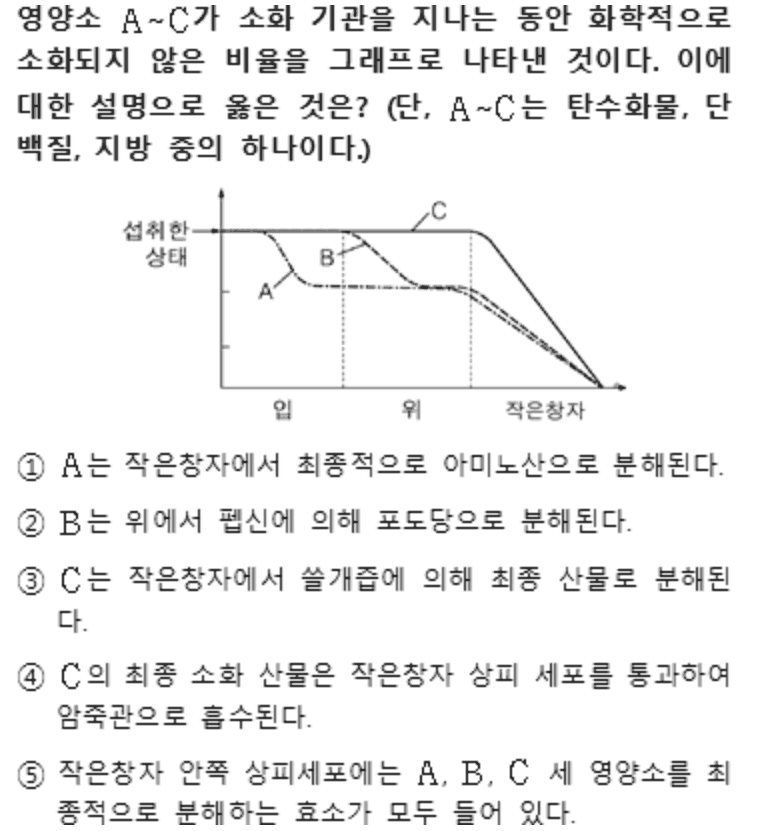 영양소 A~C가 소화 기관을 지나는 동안 화학적으로
소화되지 않은 비율을 그래프로 나타낸 것이다. 이에
대한 설명으로 옳은 것은? (단, A~C는 탄수화물, 단
백질, 지방 중의 하나이다.)
섭취한
상태
C
B
A
입 위 작은창자
① A는 작은창자에서 최종적으로 아미노산으로 분해된다.
② B는 위에서 펩신에 의해 포도당으로 분해된다.
③ C는 작은창자에서 쓸개즙에 의해 최종 산물로 분해된
다.
④ C의 최종 소화 산물은 작은창자 상피 세포를 통과하여
암죽관으로 흡수된다.
⑤ 작은창자 안쪽 상피세포에는 A, B, C 세 영양소를 최
종적으로 분해하는 효소가 모두 들어 있다.